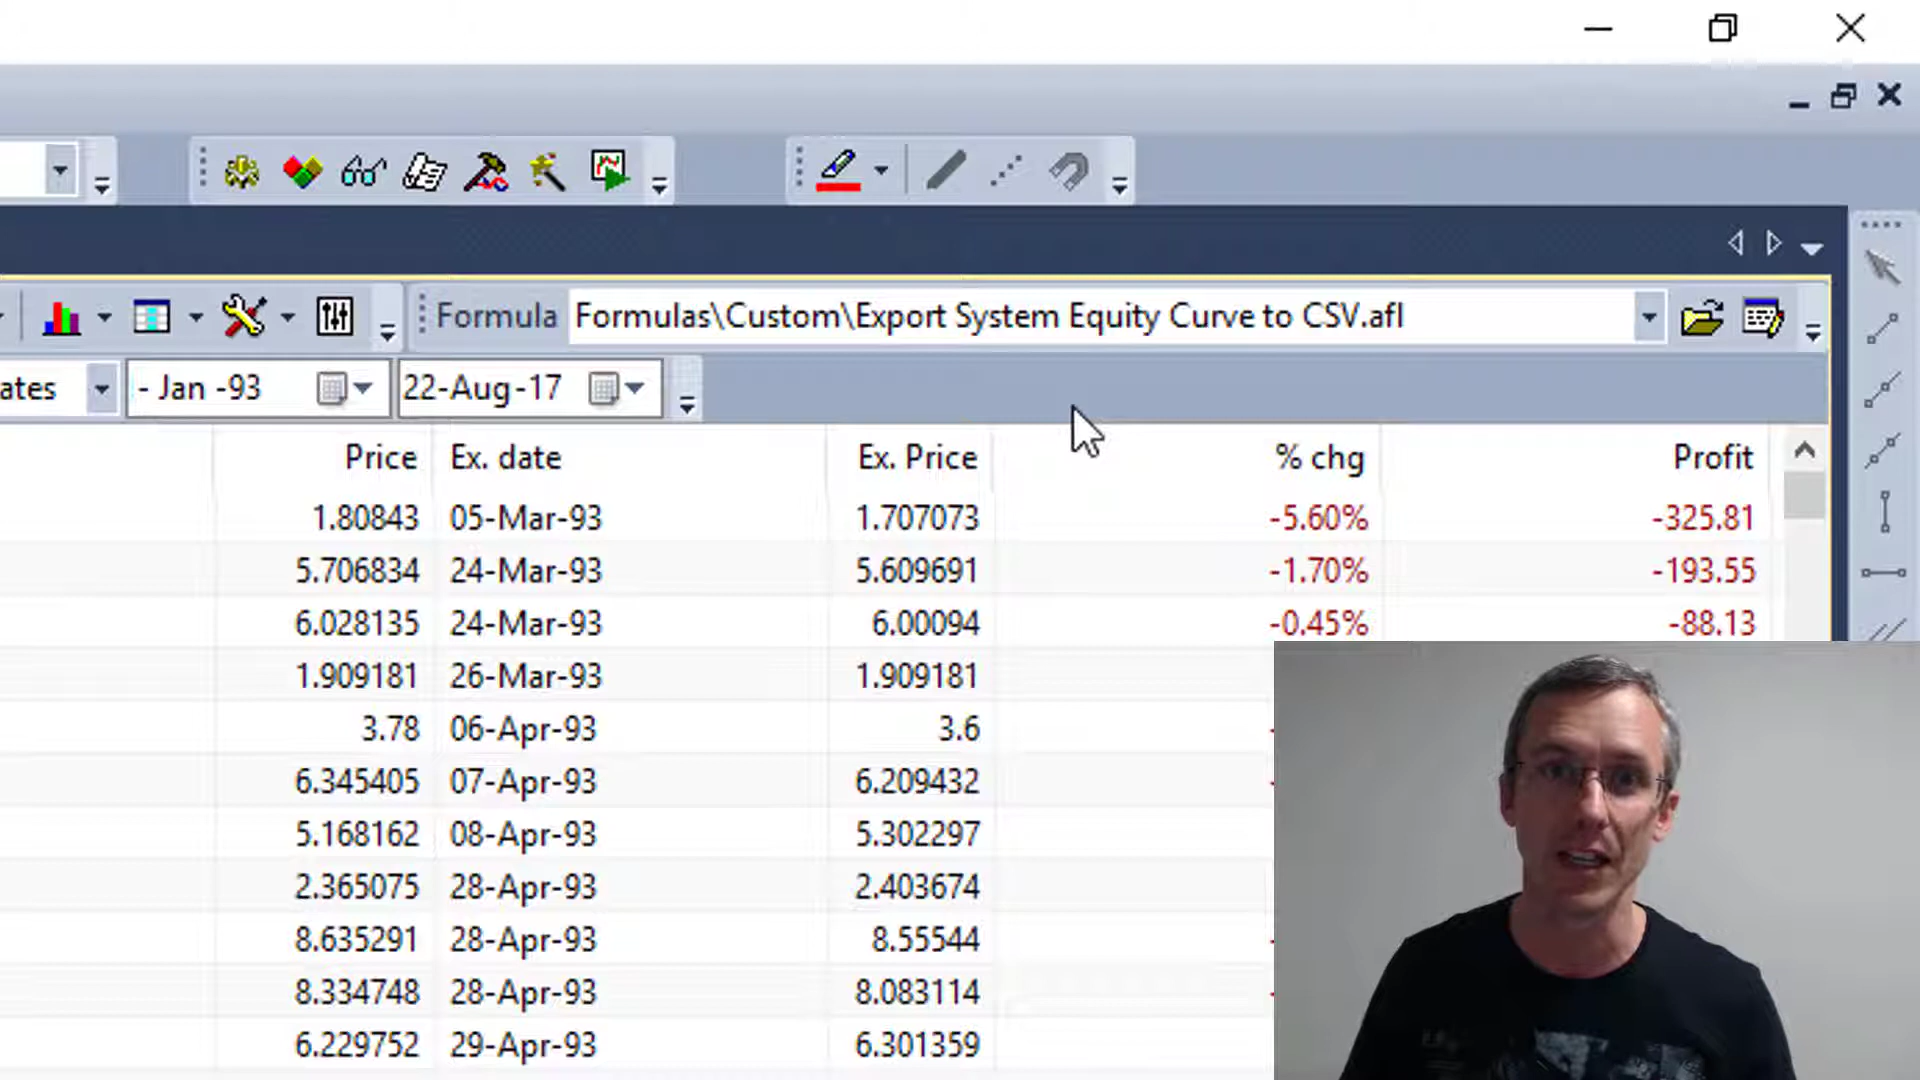 Formula Formulas\Custom\Export System Equity Curve to CSV.afl
ates - Jan -93 22-Aug-17
Price Ex. date Ex. Price % chg Profit
1.80843 05-Mar-93 1.707073 -5.60% -325.81
5.706834 24-Mar-93 5.609691 -1.70% -193.55
6.028135 24-Mar-93 6.00094 -0.45% -88.13
1.909181 26-Mar-93 1.909181
3.78 06-Apr-93 3.6
6.345405 07-Apr-93 6.209432
5.168162 08-Apr-93 5.302297
2.365075 28-Apr-93 2.403674
8.635291 28-Apr-93 8.55544
8.334748 28-Apr-93 8.083114
6.229752 29-Apr-93 6.301359